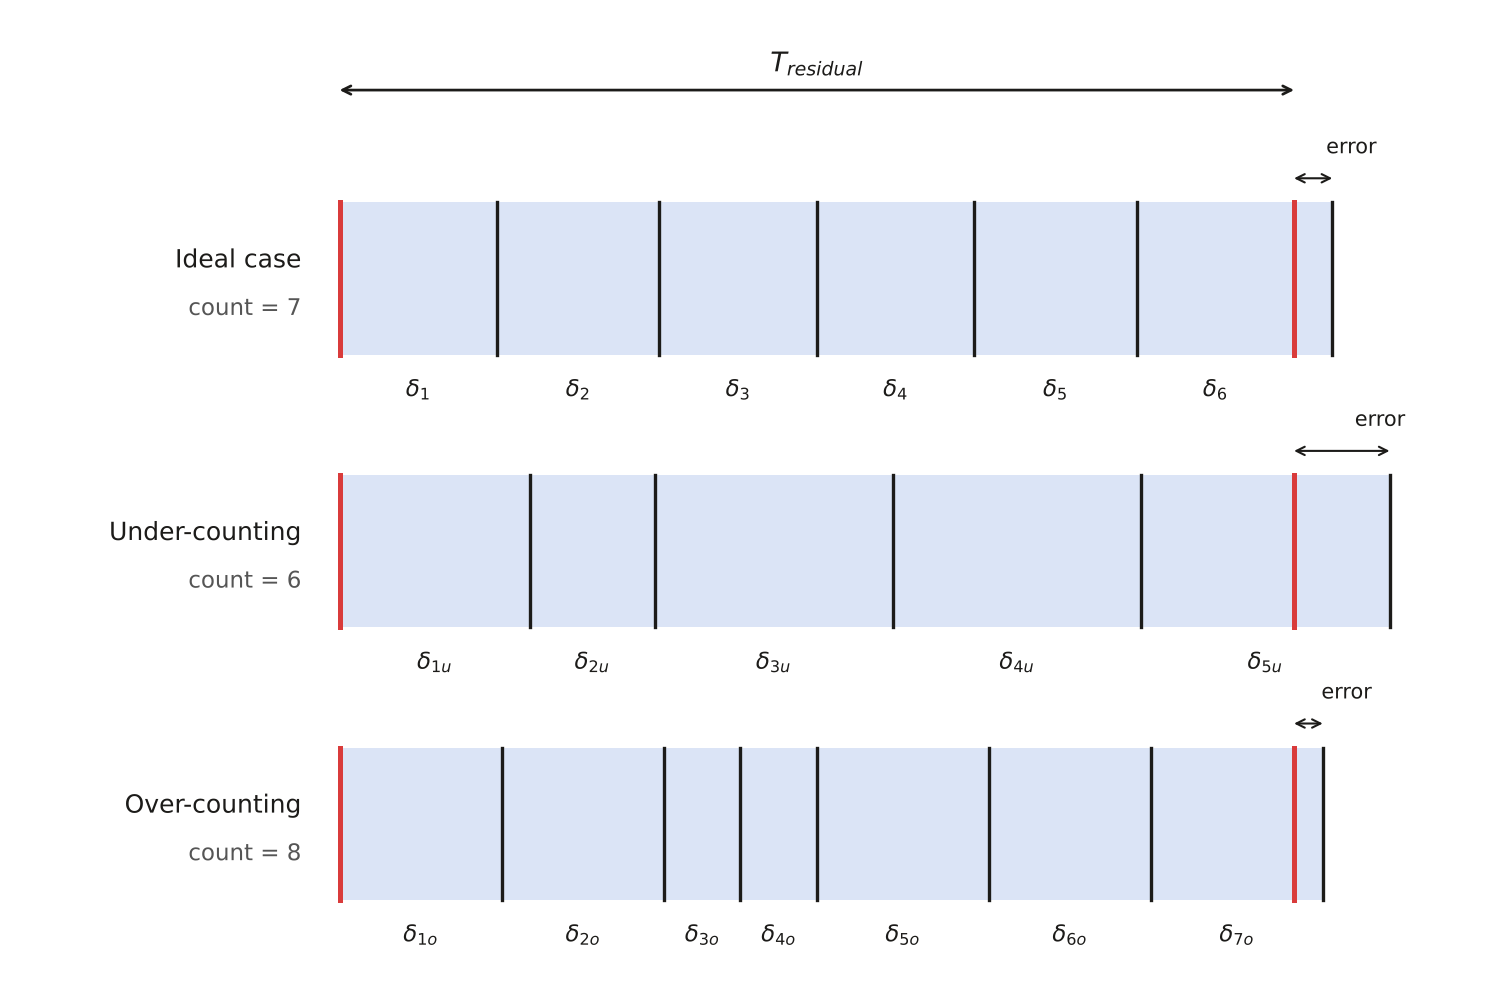 T_residual
error
Ideal case
count = 7
δ₁ δ₂ δ₃ δ₄ δ₅ δ₆
error
Under-counting
count = 6
δ₁ᵤ δ₂ᵤ δ₃ᵤ δ₄ᵤ δ₅ᵤ
error
Over-counting
count = 8
δ₁ₒ δ₂ₒ δ₃ₒ δ₄ₒ δ₅ₒ δ₆ₒ δ₇ₒ